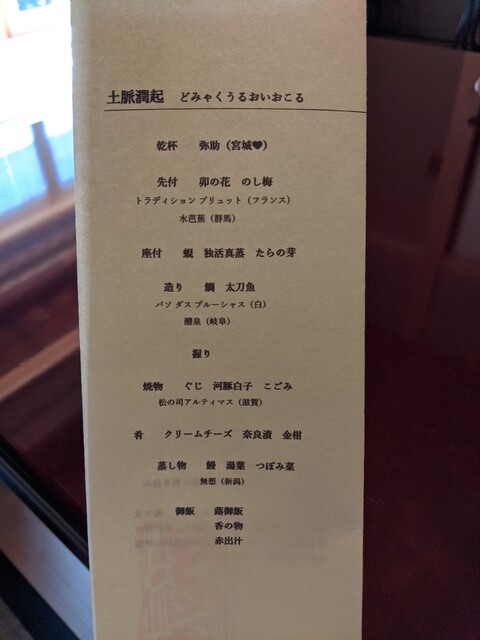 土脈潤起 どみゃくうるおいおこる
乾杯 弥助（宮城♥）
先付 卯の花 のし梅
トラディション ブリュット（フランス）
水芭蕉（群馬）
座付 蜆 独活真蒸 たらの芽
造り 鯛 太刀魚
パソ ダス ブルーシャス（白）
醴泉（岐阜）
握り
焼物 ぐじ 河豚白子 こごみ
松の司アルティマス（滋賀）
肴 クリームチーズ 奈良漬 金柑
蒸し物 鰻 湯葉 つぼみ菜
無想（新潟）
御飯 蕗御飯
香の物
赤出汁